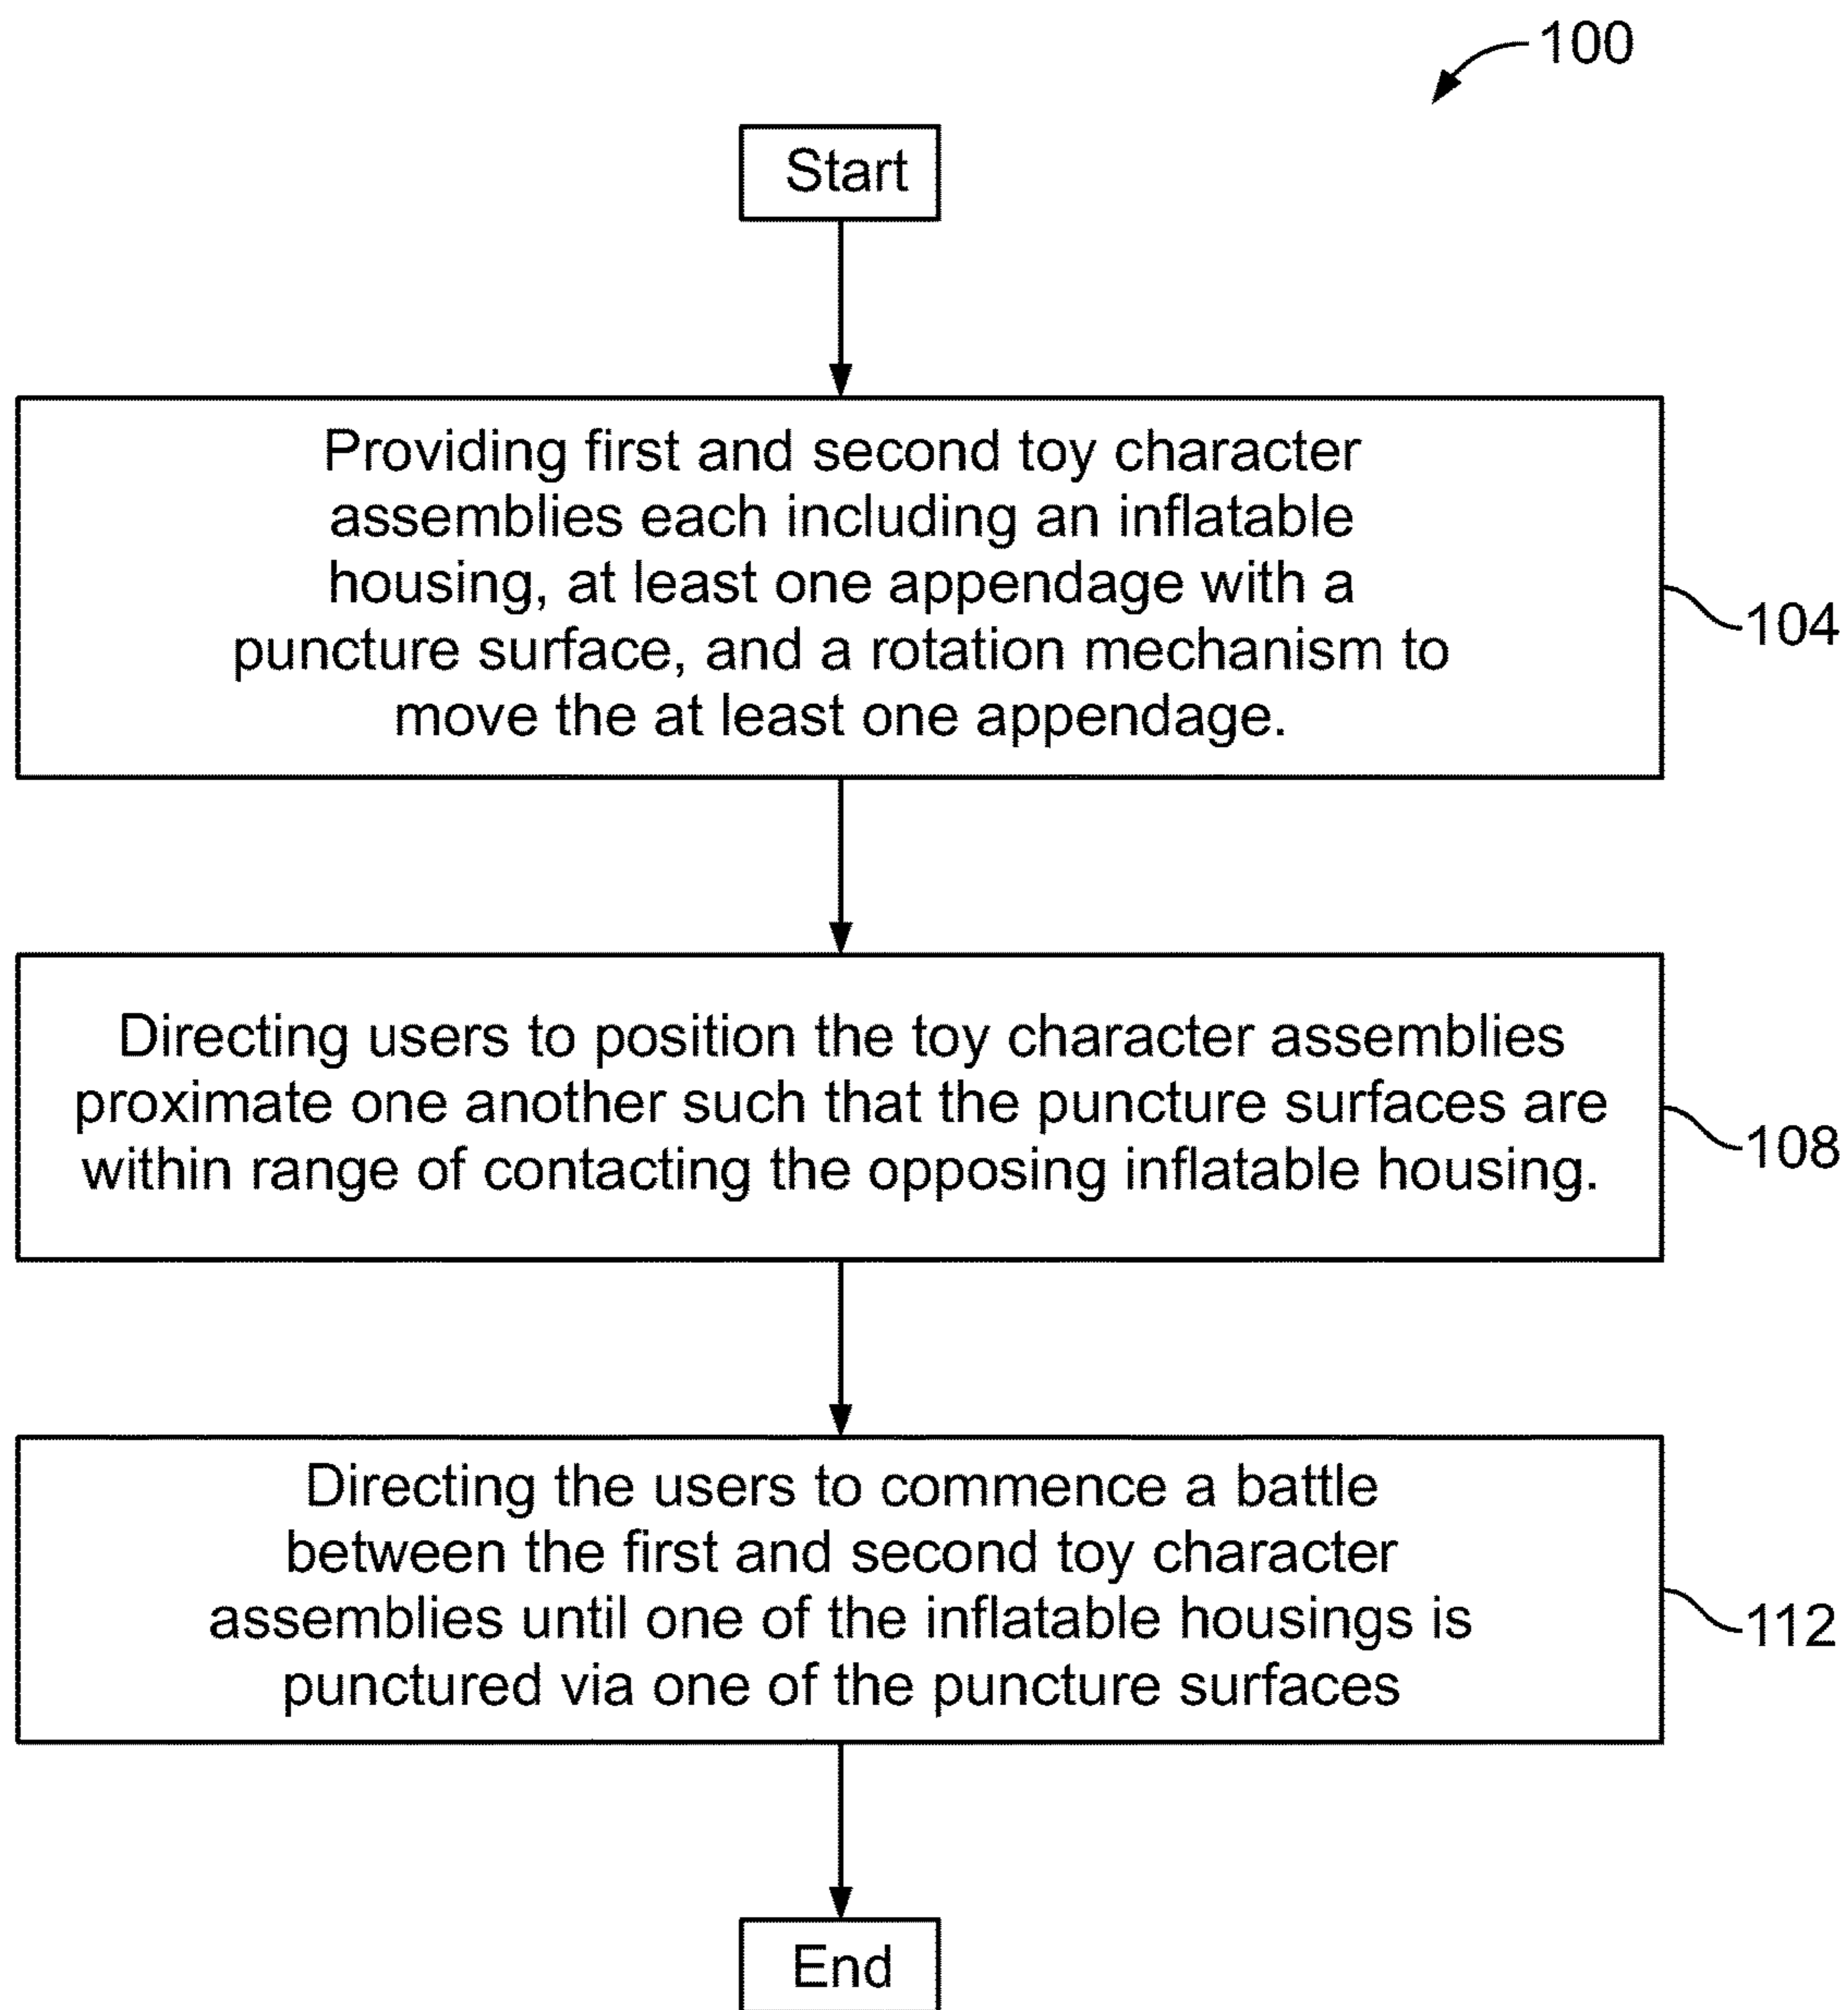 100
Start
Providing first and second toy character
assemblies each including an inflatable
housing, at least one appendage with a
puncture surface, and a rotation mechanism to
move the at least one appendage.
104
Directing users to position the toy character assemblies
proximate one another such that the puncture surfaces are
within range of contacting the opposing inflatable housing.
108
Directing the users to commence a battle
between the first and second toy character
assemblies until one of the inflatable housings is
punctured via one of the puncture surfaces
112
End